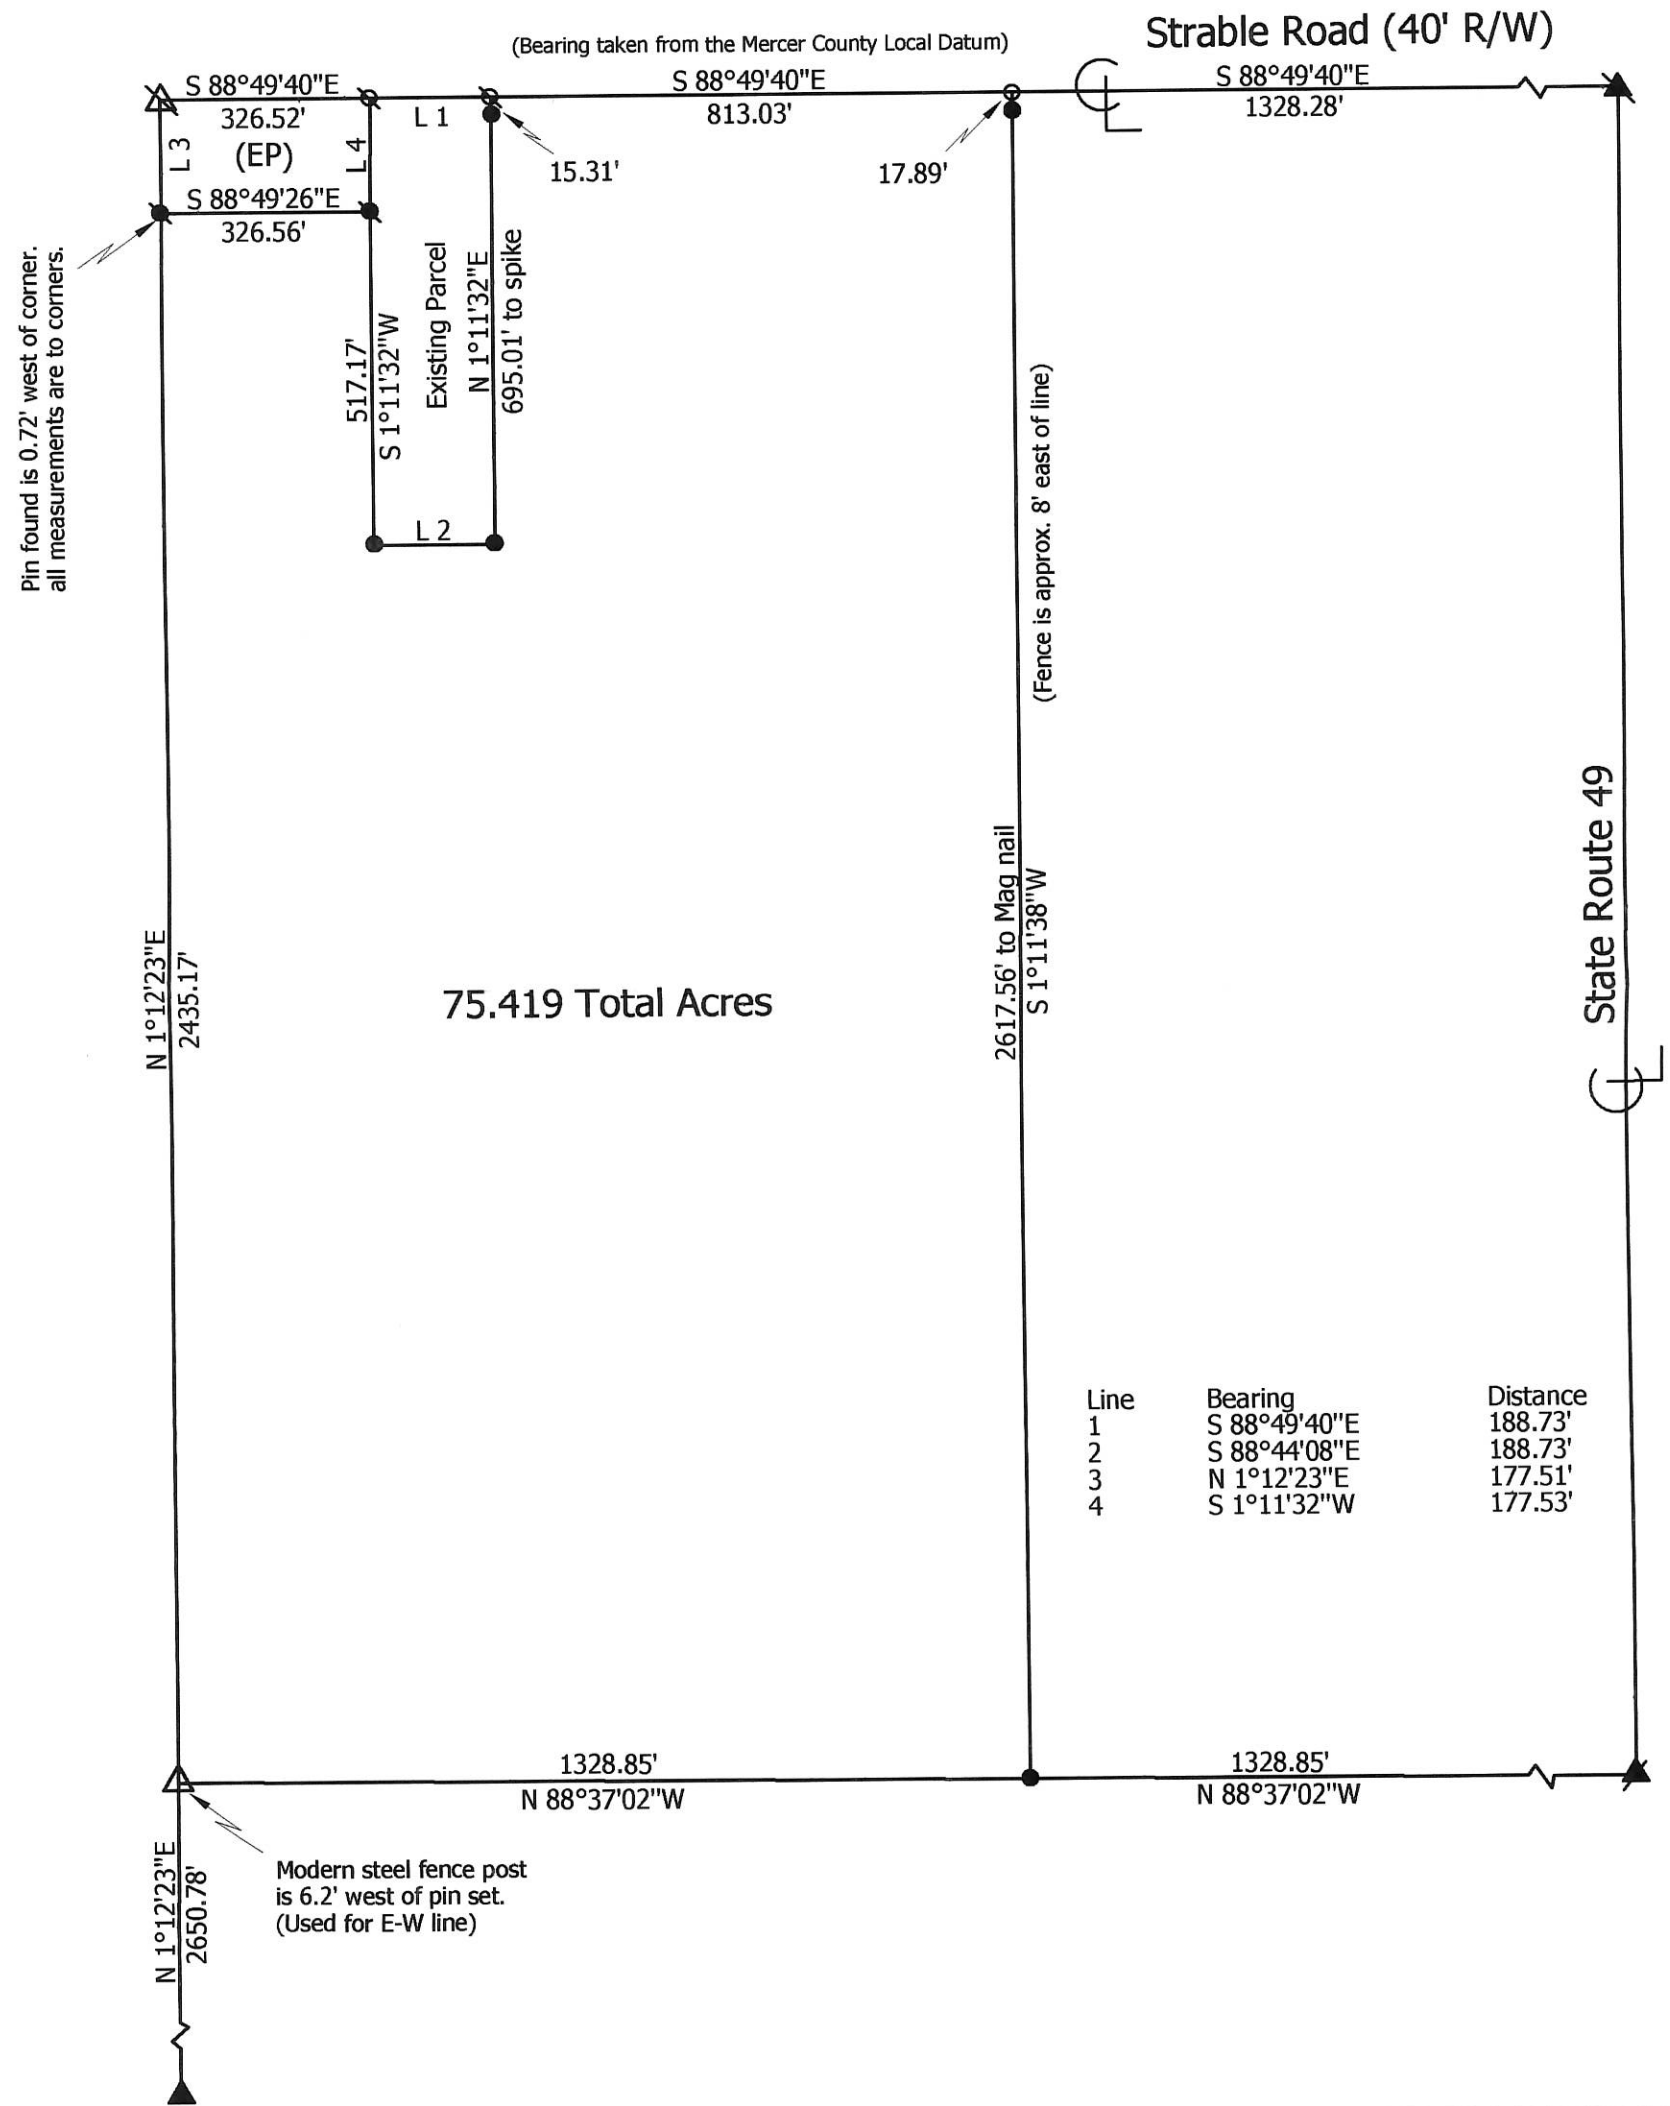 Strable Road (40' R/W)
(Bearing taken from the Mercer County Local Datum)
S 88°49'40"E
326.52'
(EP)
L 3
L 4
L 1
S 88°49'40"E
813.03'
S 88°49'40"E
1328.28'
15.31'
17.89'
S 88°49'26"E
326.56'
Pin found is 0.72' west of corner.
all measurements are to corners.
517.17'
S 1°11'32"W
Existing Parcel
N 1°11'32"E
695.01' to spike
L 2
(Fence is approx. 8' east of line)
State Route 49
2617.56' to Mag nail
S 1°11'38"W
N 1°12'23"E
2435.17'
75.419 Total Acres
Line Bearing Distance
1 S 88°49'40"E 188.73'
2 S 88°44'08"E 188.73'
3 N 1°12'23"E 177.51'
4 S 1°11'32"W 177.53'
1328.85'
N 88°37'02"W
1328.85'
N 88°37'02"W
Modern steel fence post
is 6.2' west of pin set.
(Used for E-W line)
N 1°12'23"E
2650.78'